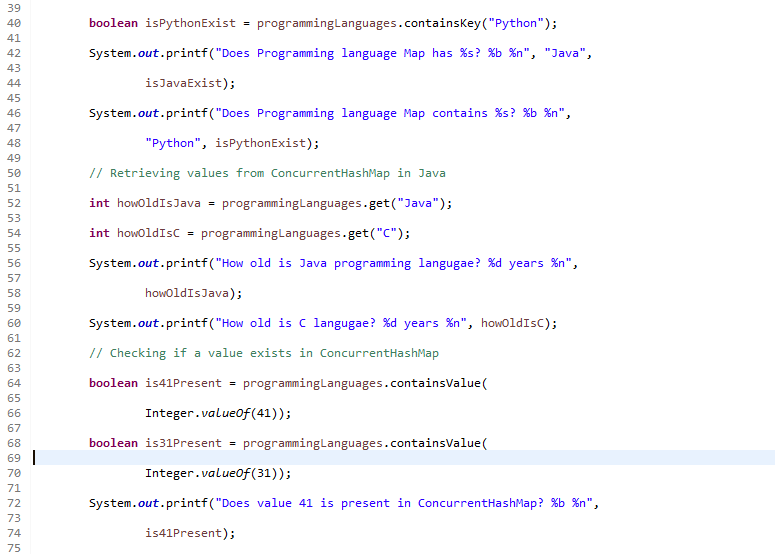 39
40 boolean isPythonExist = programmingLanguages.containsKey("Python");
41
42 System.out.printf("Does Programming language Map has %s? %b %n", "Java",
43
44 isJavaExist);
45
46 System.out.printf("Does Programming language Map contains %s? %b %n",
47
48 "Python", isPythonExist);
49
50 // Retrieving values from ConcurrentHashMap in Java
51
52 int howOldIsJava = programmingLanguages.get("Java");
53
54 int howOldIsC = programmingLanguages.get("C");
55
56 System.out.printf("How old is Java programming langugae? %d years %n",
57
58 howOldIsJava);
59
60 System.out.printf("How old is C langugae? %d years %n", howOldIsC);
61
62 // Checking if a value exists in ConcurrentHashMap
63
64 boolean is41Present = programmingLanguages.containsValue(
65
66 Integer.valueOf(41));
67
68 boolean is31Present = programmingLanguages.containsValue(
69
70 Integer.valueOf(31));
71
72 System.out.printf("Does value 41 is present in ConcurrentHashMap? %b %n",
73
74 is41Present);
75